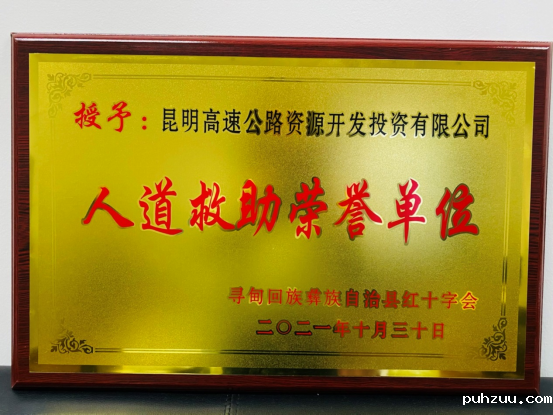 授予：昆明高速公路资源开发投资有限公司
人道救助荣誉单位
寻甸回族彝族自治县红十字会
二〇二一年十月三十日
puhzuu.com